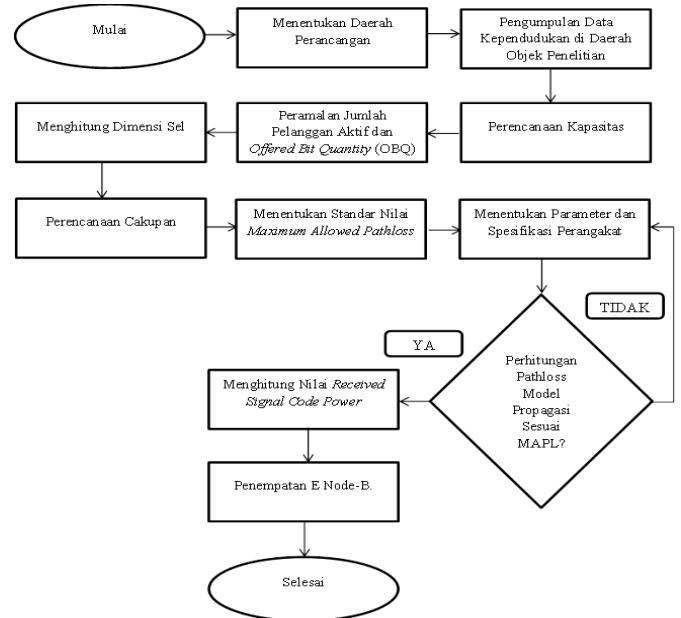 Mulai
Menentukan Daerah
Perancangan
Pengumpulan Data
Kependudukan di Daerah
Objek Penelitian
Menghitung Dimensi Sel
Peramalan Jumlah
Pelanggan Aktif dan
Offered Bit Quantity (OBQ)
Perencanaan Kapasitas
Perencanaan Cakupan
Menentukan Standar Nilai
Maximum Allowed Pathloss
Menentukan Parameter dan
Spesifikasi Perangakat
TIDAK
YA
Perhitungan
Pathloss
Model
Propagasi
Sesuai
MAPL?
Menghitung Nilai Received
Signal Code Power
Penempatan E Node-B.
Selesai